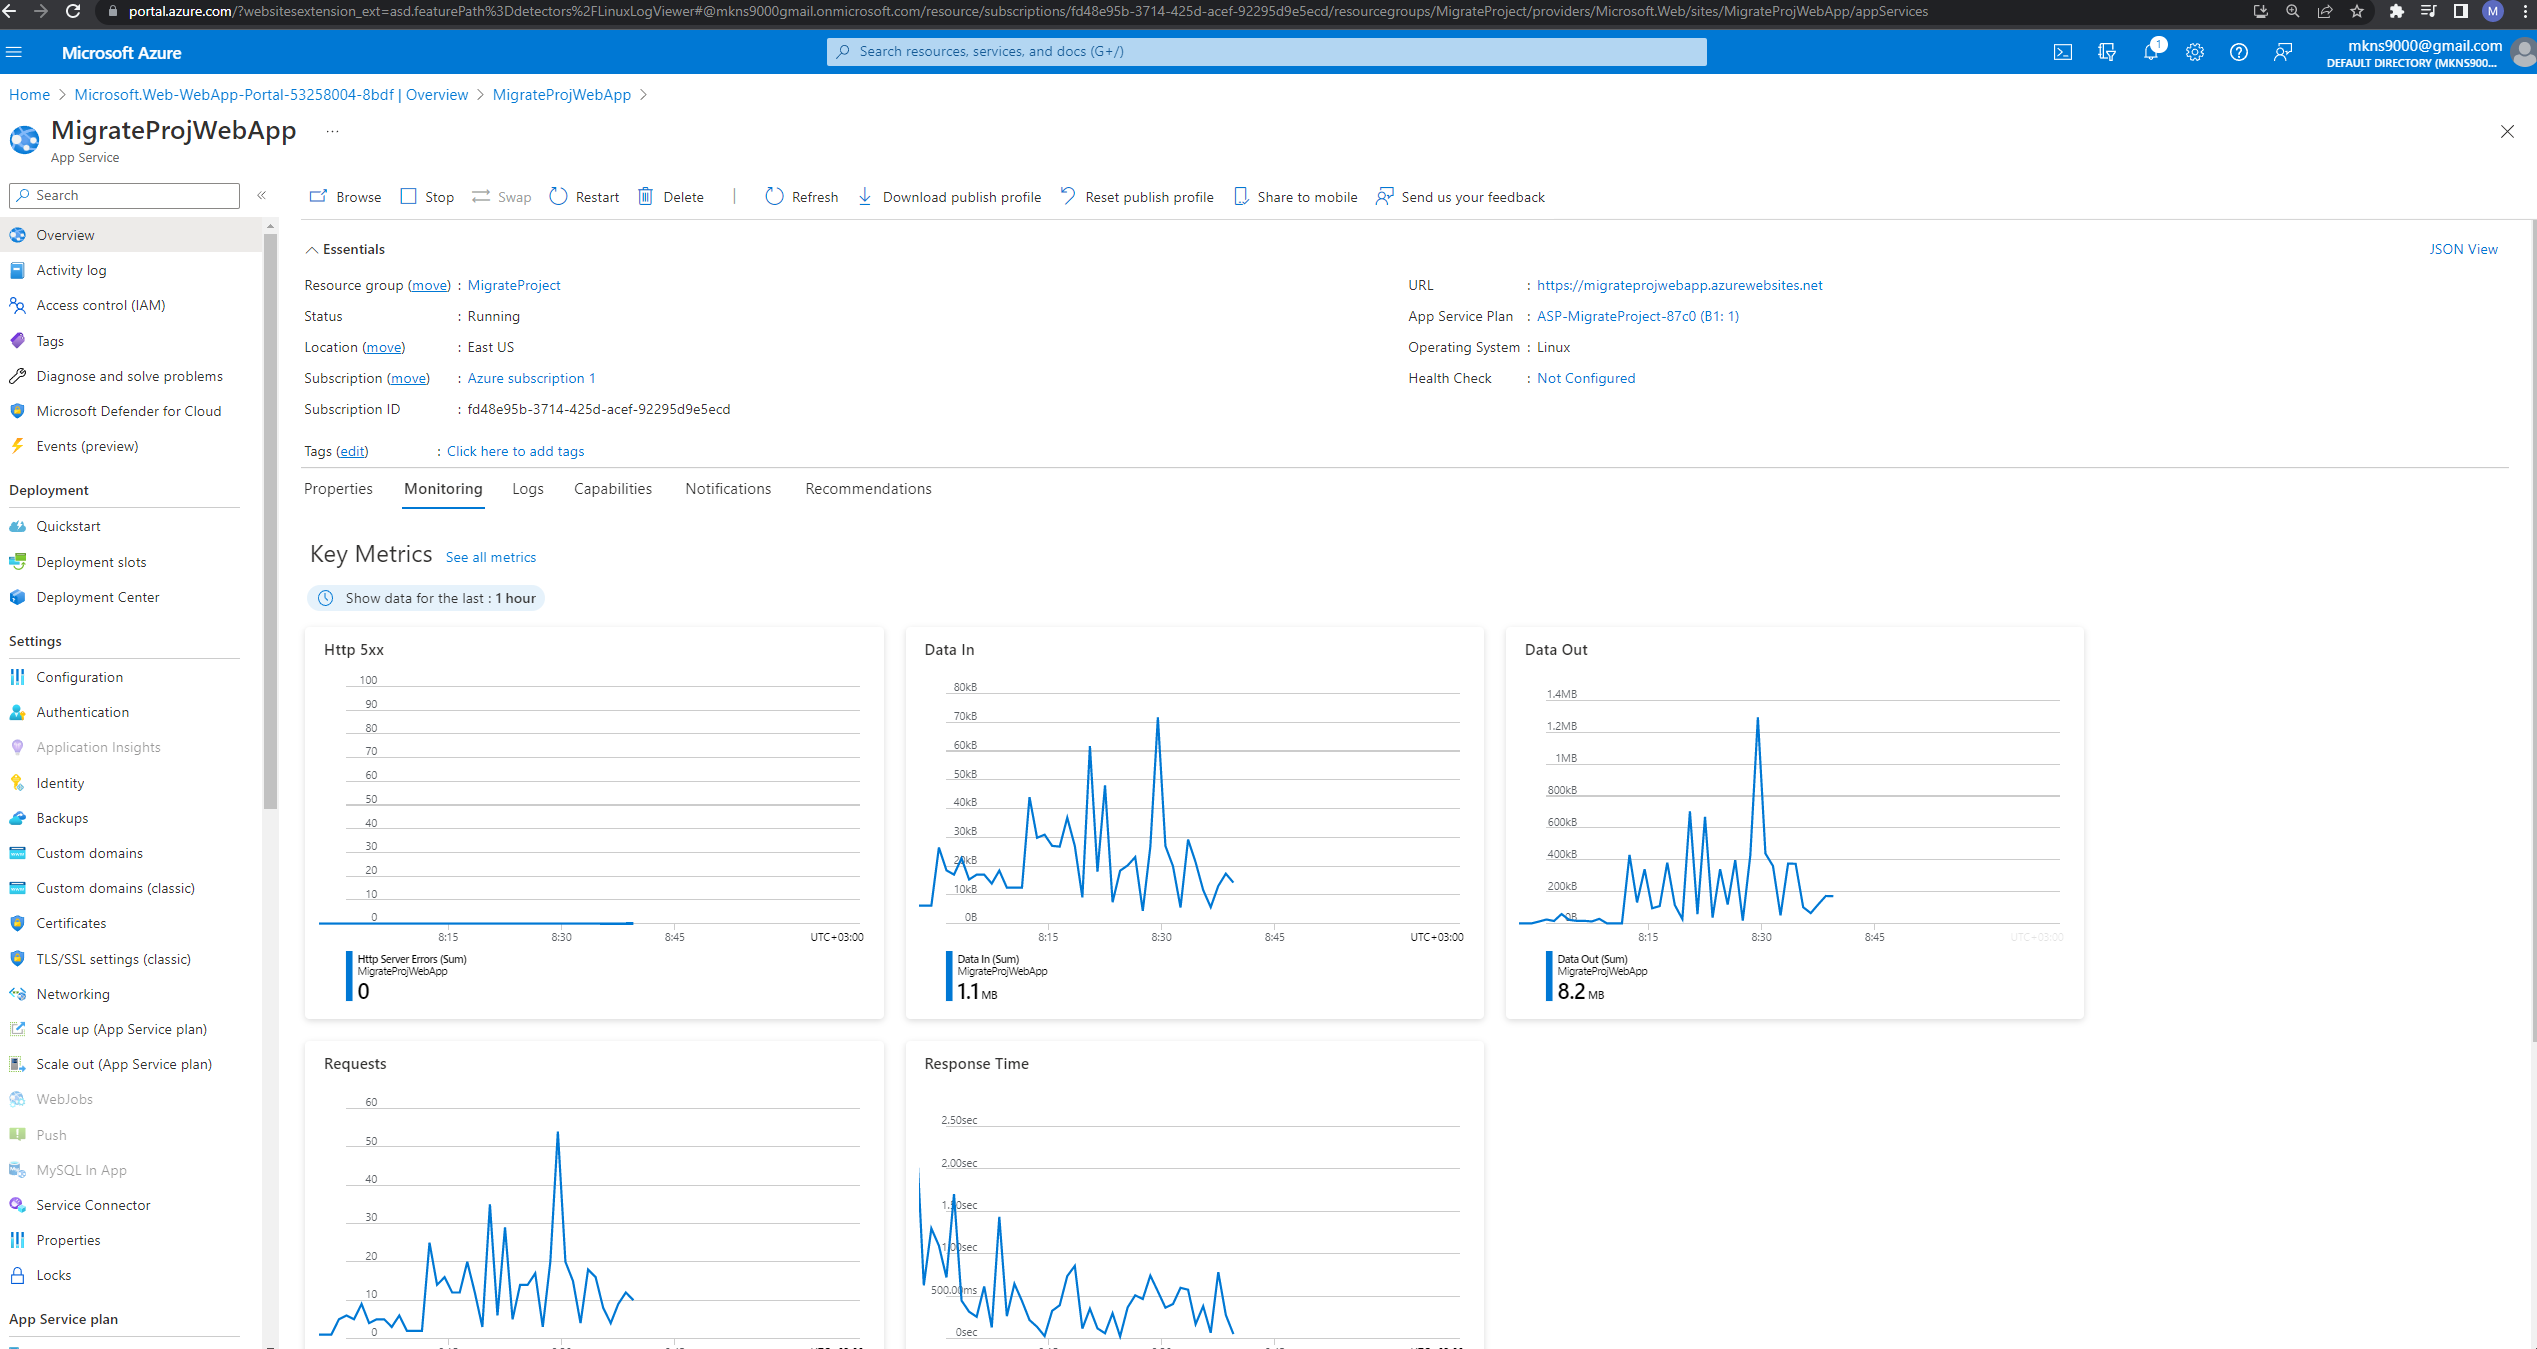 portal.azure.com/?websitesextension_ext=asd.featurePath%3Ddetectors%2FLinuxLogViewer#@mkns9000gmail.onmicrosoft.com/resource/subscriptions/fd48e95b-3714-425d-acef-92295d9e5ecd/resourcegroups/MigrateProject/providers/Microsoft.Web/sites/MigrateProjWebApp/appServices
M
Microsoft Azure
Search resources, services, and docs (G+/)
1
mkns9000@gmail.com
DEFAULT DIRECTORY (MKNS900...
Home > Microsoft.Web-WebApp-Portal-53258004-8bdf | Overview > MigrateProjWebApp >
MigrateProjWebApp ...
App Service
Search
Browse Stop Swap Restart Delete | Refresh Download publish profile Reset publish profile Share to mobile Send us your feedback
Overview
Activity log
Access control (IAM)
Tags
Diagnose and solve problems
Microsoft Defender for Cloud
Events (preview)
Deployment
Quickstart
Deployment slots
Deployment Center
Settings
Configuration
Authentication
Application Insights
Identity
Backups
Custom domains
Custom domains (classic)
Certificates
TLS/SSL settings (classic)
Networking
Scale up (App Service plan)
Scale out (App Service plan)
WebJobs
Push
MySQL In App
Service Connector
Properties
Locks
App Service plan
Essentials
JSON View
Resource group (move) : MigrateProject
Status : Running
Location (move) : East US
Subscription (move) : Azure subscription 1
Subscription ID : fd48e95b-3714-425d-acef-92295d9e5ecd
Tags (edit) : Click here to add tags
URL : https://migrateprojwebapp.azurewebsites.net
App Service Plan : ASP-MigrateProject-87c0 (B1: 1)
Operating System : Linux
Health Check : Not Configured
Properties Monitoring Logs Capabilities Notifications Recommendations
Key Metrics See all metrics
Show data for the last : 1 hour
Http 5xx
100
90
80
70
60
50
40
30
20
10
0
8:15 8:30 8:45 UTC+03:00
Http Server Errors (Sum)
MigrateProjWebApp
0
Data In
80kB
70kB
60kB
50kB
40kB
30kB
20kB
10kB
0B
8:15 8:30 8:45 UTC+03:00
Data In (Sum)
MigrateProjWebApp
1.1 MB
Data Out
1.4MB
1.2MB
1MB
800kB
600kB
400kB
200kB
0B
8:15 8:30 8:45 UTC+03:00
Data Out (Sum)
MigrateProjWebApp
8.2 MB
Requests
60
50
40
30
20
10
0
Response Time
2.50sec
2.00sec
1.50sec
1.00sec
500.00ms
0sec